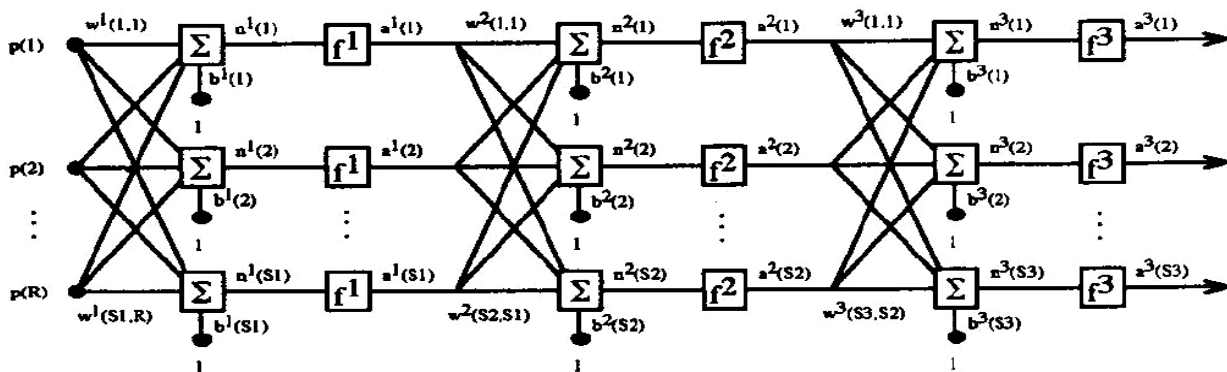 w¹(1,1) n¹(1) a¹(1) w²(1,1) n²(1) a²(1) w³(1,1) n³(1) a³(1)
p(1) Σ f¹ Σ f² Σ f³
b¹(1) b²(1) b³(1)
1 1 1
n¹(2) a¹(2) n²(2) a²(2) n³(2) a³(2)
p(2) Σ f¹ Σ f² Σ f³
b¹(2) b²(2) b³(2)
1 1 1
n¹(S1) a¹(S1) n²(S2) a²(S2) n³(S3) a³(S3)
p(R) Σ f¹ Σ f² Σ f³
w¹(S1,R) b¹(S1) w²(S2,S1) b²(S2) w³(S3,S2) b³(S3)
1 1 1